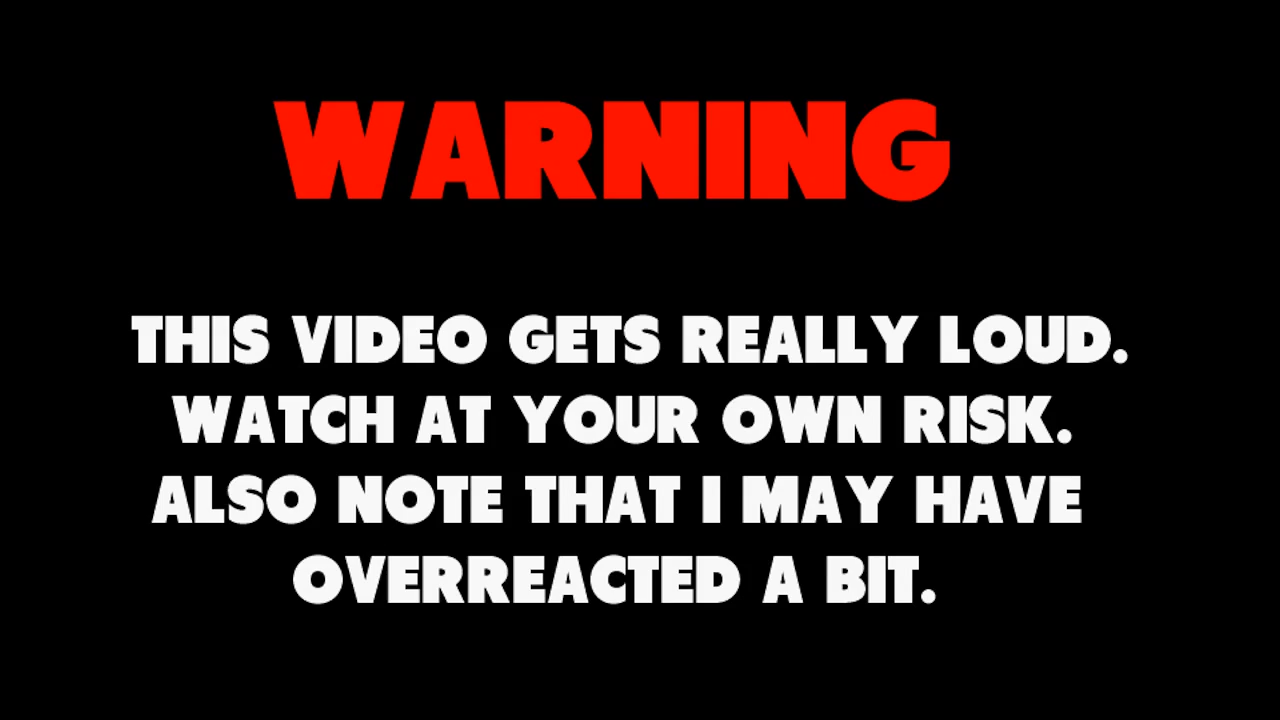 WARNING
THIS VIDEO GETS REALLY LOUD.
WATCH AT YOUR OWN RISK.
ALSO NOTE THAT I MAY HAVE
OVERREACTED A BIT.